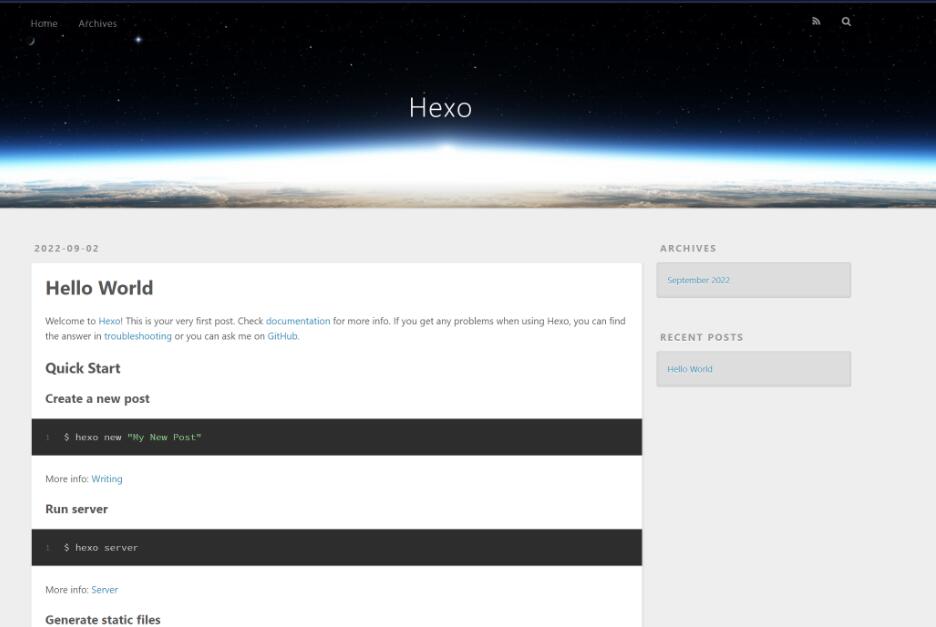 Home Archives
Hexo
2022-09-02
Hello World
Welcome to Hexo! This is your very first post. Check documentation for more info. If you get any problems when using Hexo, you can find
the answer in troubleshooting or you can ask me on GitHub.
Quick Start
Create a new post
1 $ hexo new "My New Post"
More info: Writing
Run server
1 $ hexo server
More info: Server
Generate static files
ARCHIVES
September 2022
RECENT POSTS
Hello World